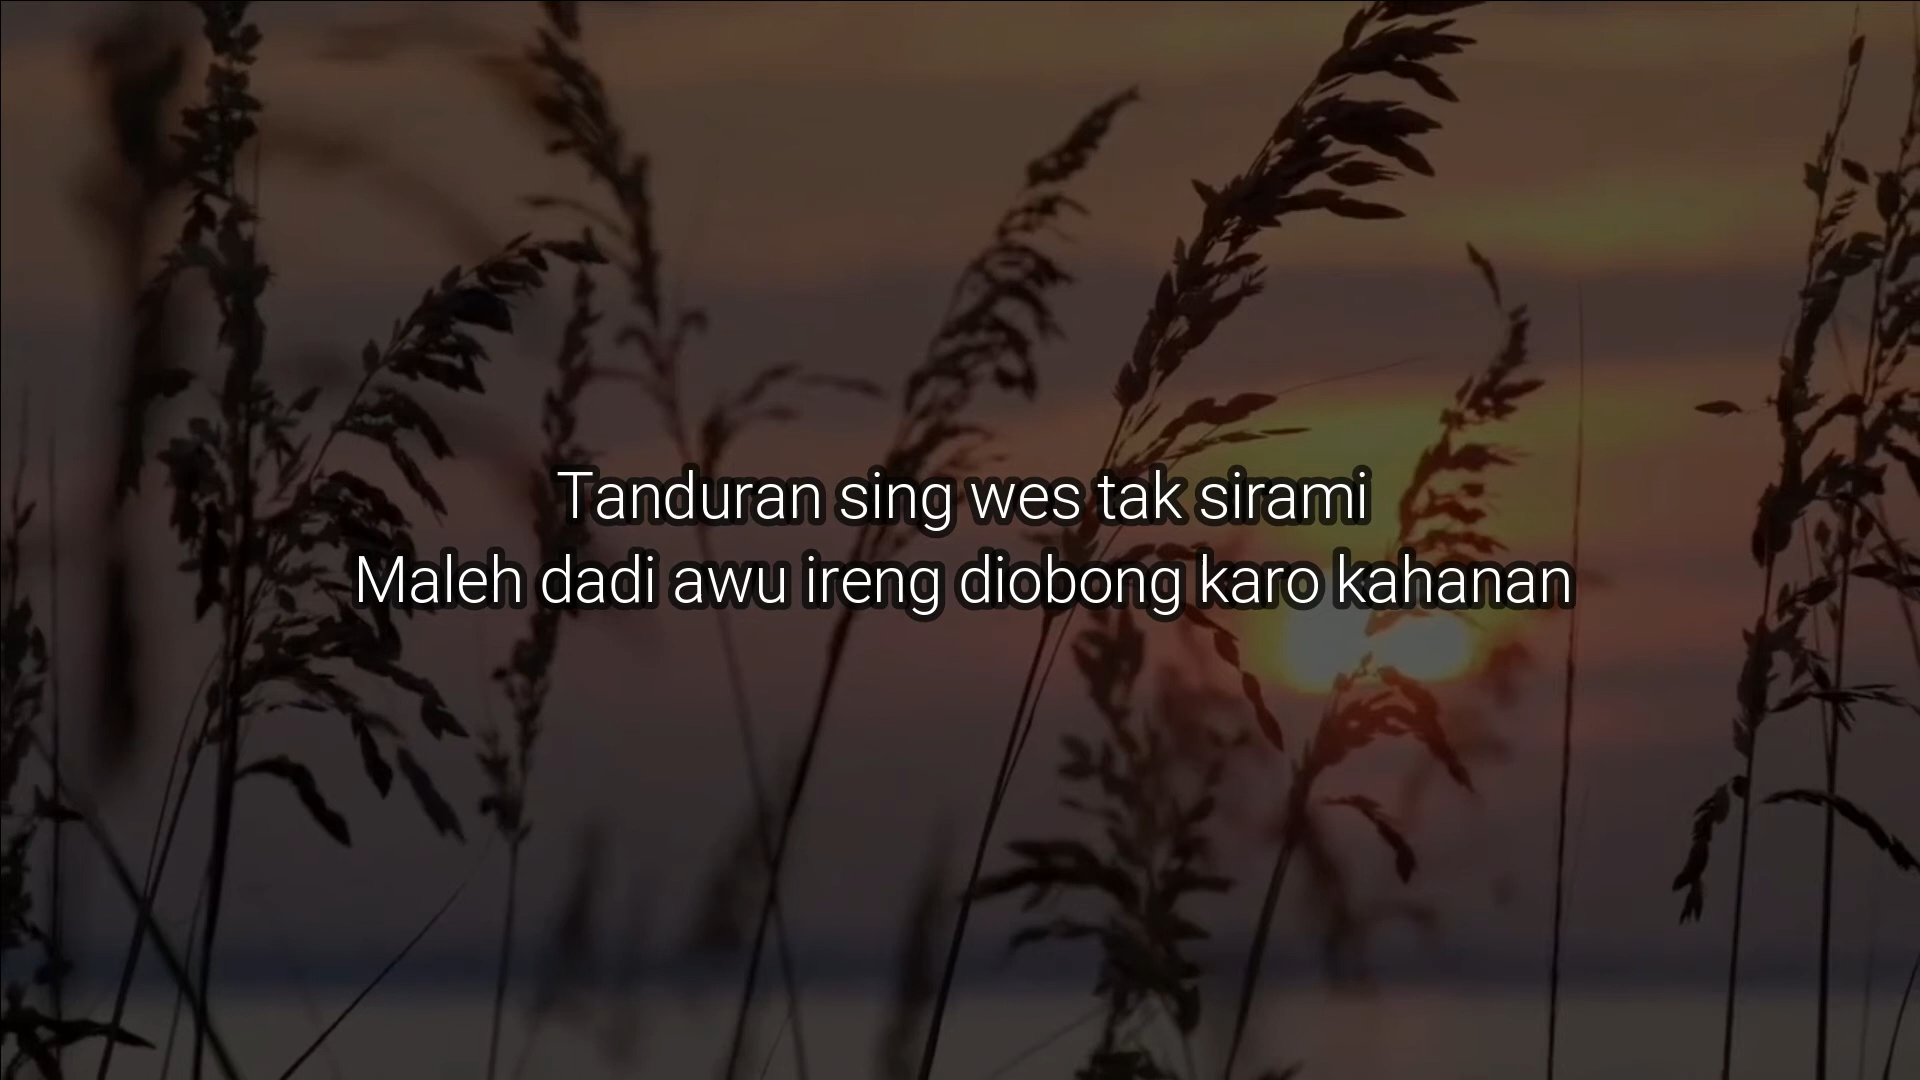 Tanduran sing wes tak sirami
Maleh dadi awu ireng diobong karo kahanan